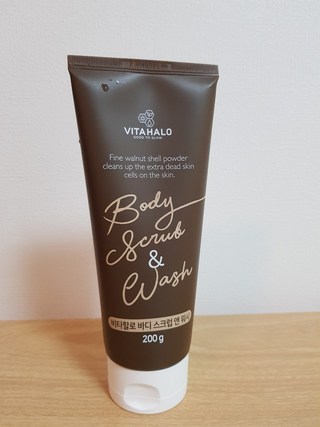 VITAHALO
GOOD TO GLOW
Fine walnut shell powder
cleans up the extra dead skin
cells on the skin.
Body
Scrub
&
Wash
비타할로 바디 스크럽 앤 워시
200 g